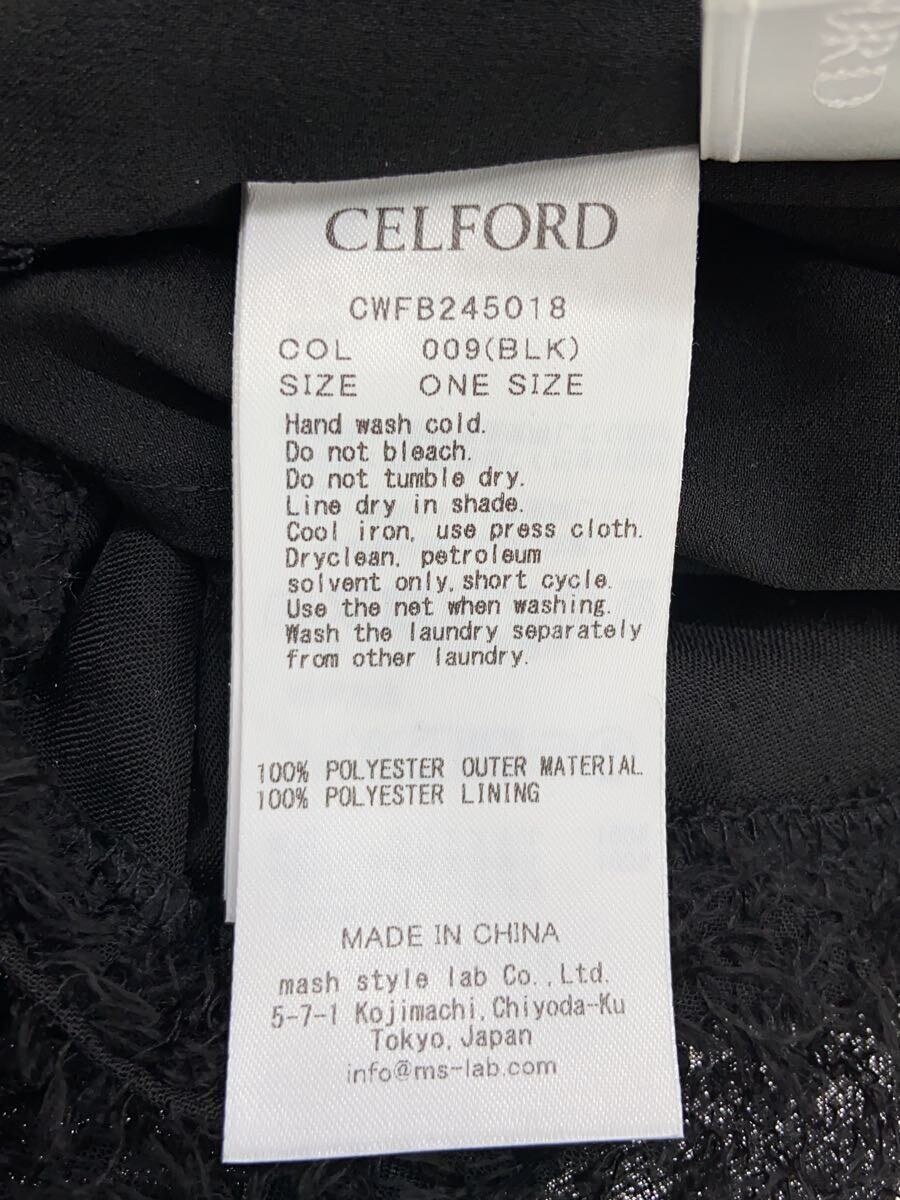 CELFORD
CWFB245018
COL 009(BLK)
SIZE ONE SIZE
Hand wash cold.
Do not bleach.
Do not tumble dry.
Line dry in shade.
Cool iron, use press cloth.
Dryclean, petroleum
solvent only,short cycle.
Use the net when washing.
Wash the laundry separately
from other laundry.
100% POLYESTER OUTER MATERIAL
100% POLYESTER LINING
MADE IN CHINA
mash style lab Co.,Ltd.
5-7-1 Kojimachi,Chiyoda-Ku
Tokyo,Japan
info@ms-lab.com